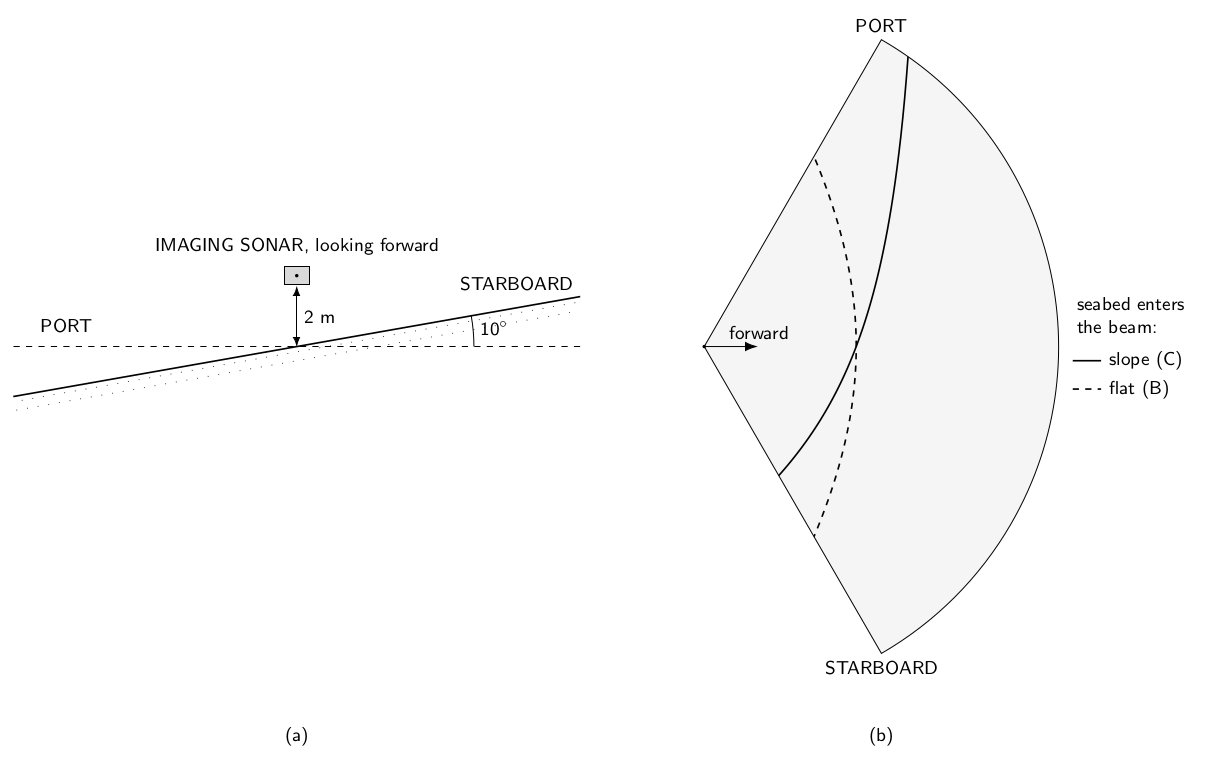 IMAGING SONAR, looking forward
STARBOARD
PORT
2 m
10°
(a)
PORT
forward
seabed enters
the beam:
slope (C)
flat (B)
STARBOARD
(b)